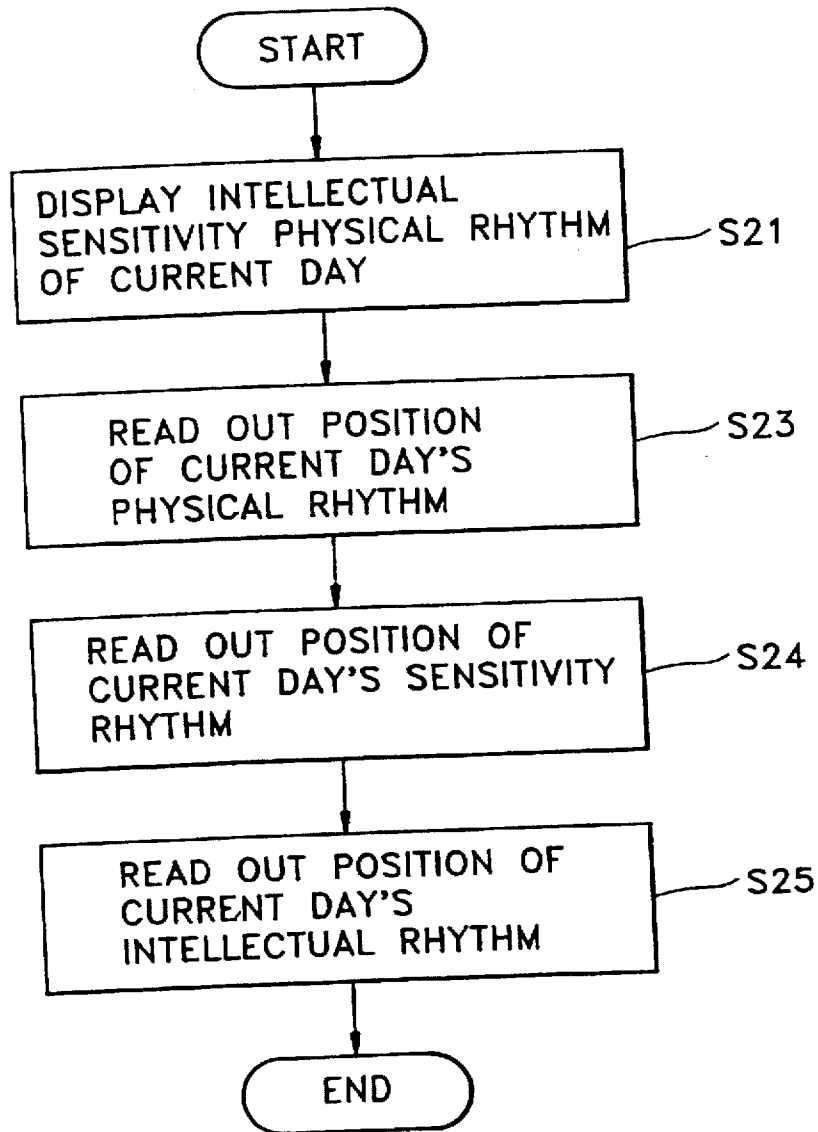 START
DISPLAY INTELLECTUAL
SENSITIVITY PHYSICAL RHYTHM
OF CURRENT DAY
S21
READ OUT POSITION
OF CURRENT DAY'S
PHYSICAL RHYTHM
S23
READ OUT POSITION OF
CURRENT DAY'S SENSITIVITY
RHYTHM
S24
READ OUT POSITION OF
CURRENT DAY'S
INTELLECTUAL RHYTHM
S25
END